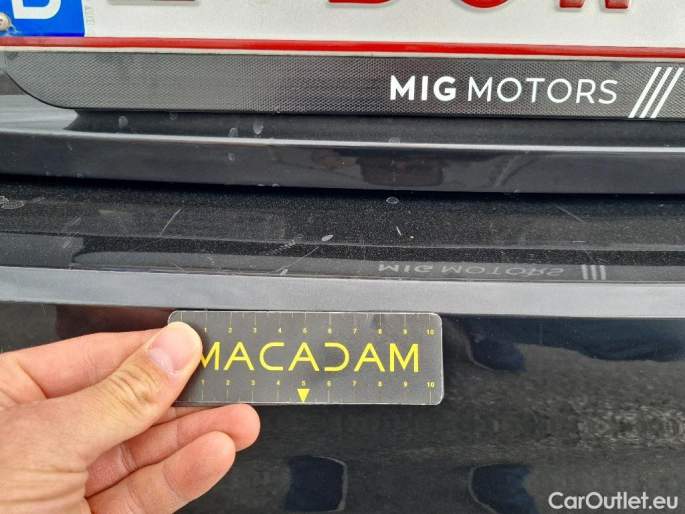 B
MIG MOTORS
MIG MOTORS
1 2 3 4 5 6 7 8 9 10
MACADAM
1 2 3 4 5 6 7 8 9 10
CarOutlet.eu